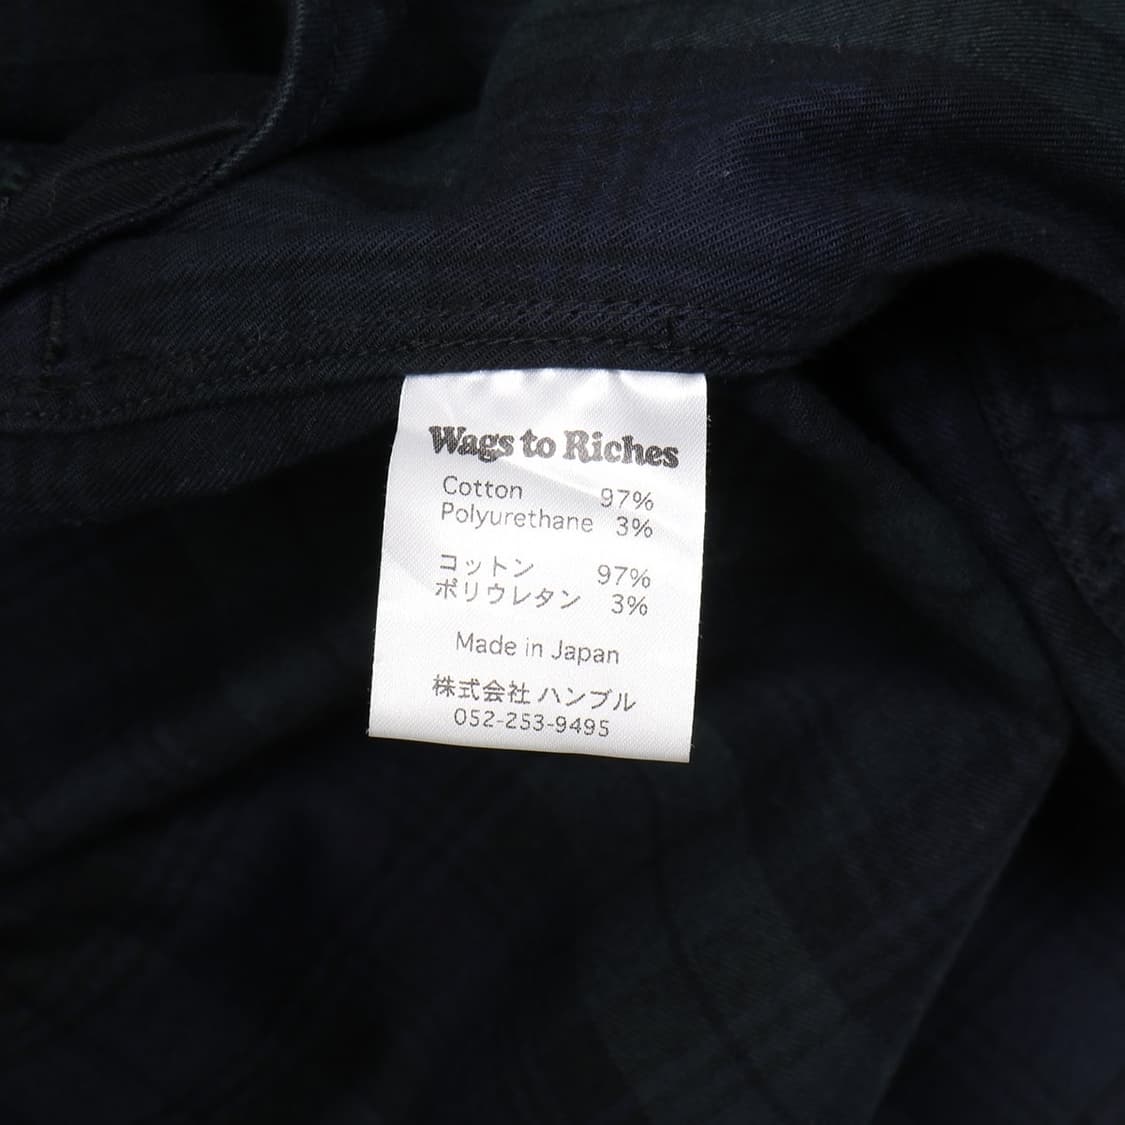 Wags to Riches
Cotton 97%
Polyurethane 3%
コットン 97%
ポリウレタン 3%
Made in Japan
株式会社 ハンブル
052-253-9495